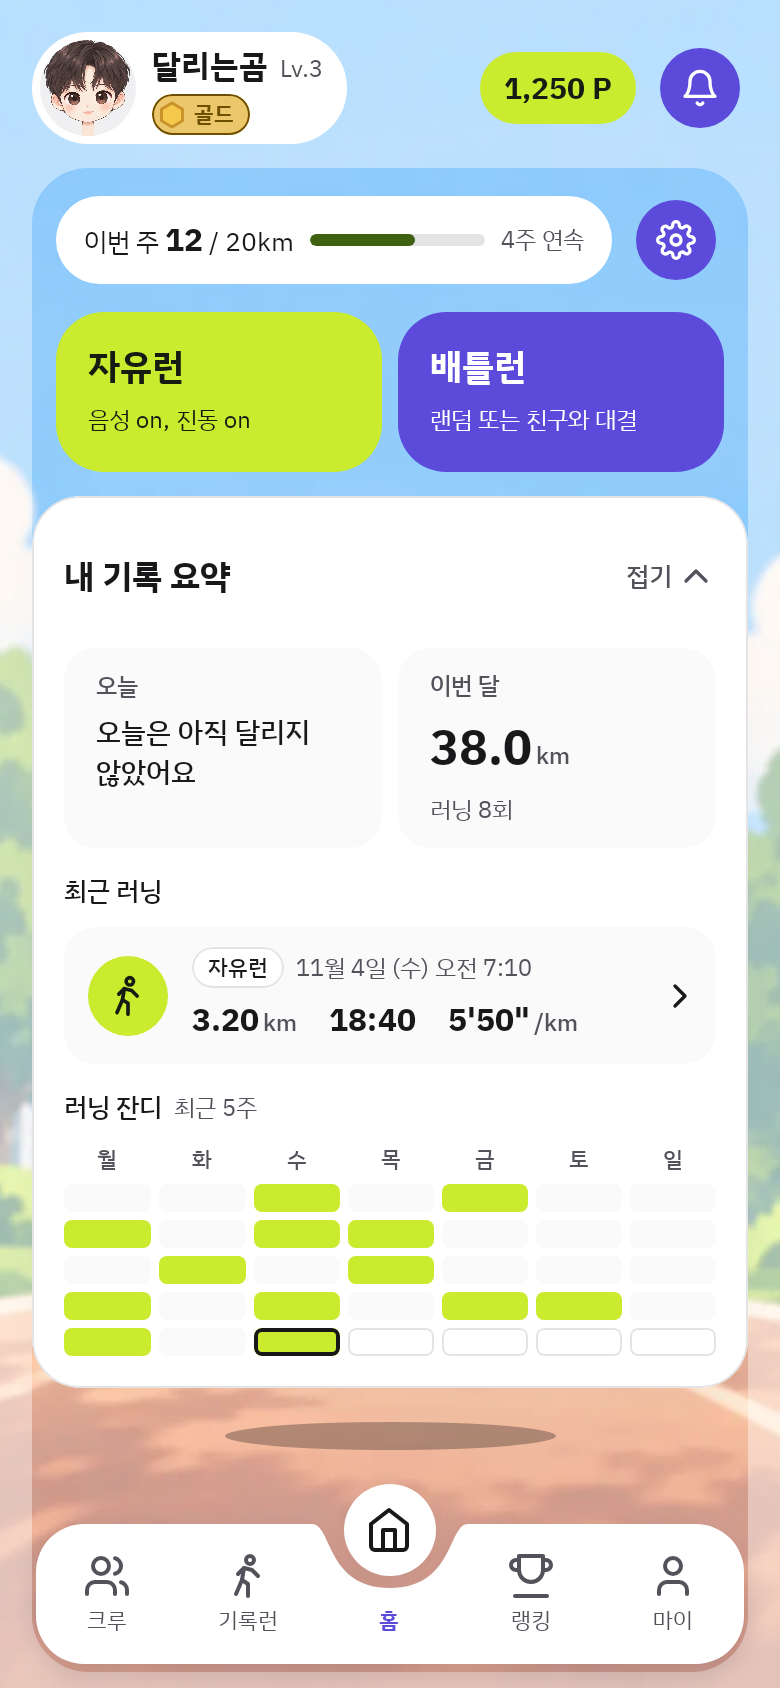 달리는곰 Lv.3
골드
1,250 P
이번 주 12 / 20km
4주 연속
자유런
음성 on, 진동 on
배틀런
랜덤 또는 친구와 대결
내 기록 요약
접기
오늘
오늘은 아직 달리지
않았어요
이번 달
38.0 km
러닝 8회
최근 러닝
자유런 11월 4일 (수) 오전 7:10
3.20 km 18:40 5'50" /km
러닝 잔디 최근 5주
월 화 수 목 금 토 일
크루 기록런 홈 랭킹 마이